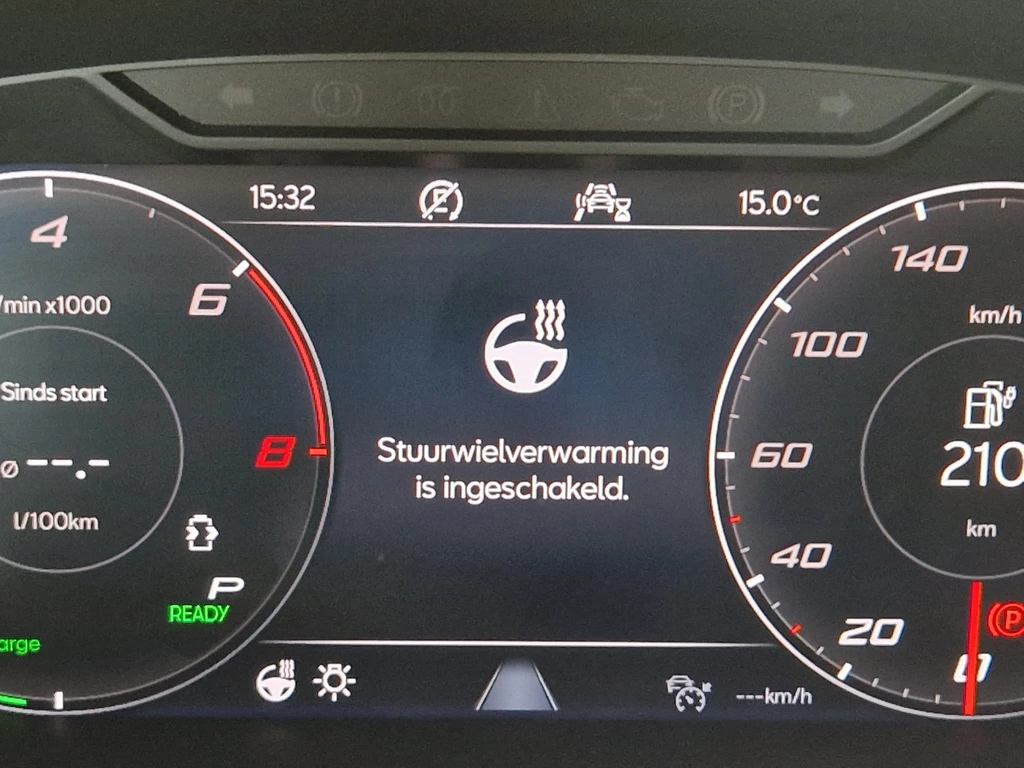 15:32
15.0°C
4
6
8
/min x1000
Sinds start
ø --.-
l/100km
P
READY
arge
Stuurwielverwarming
is ingeschakeld.
140
100
60
40
20
0
km/h
210
km
P
---km/h